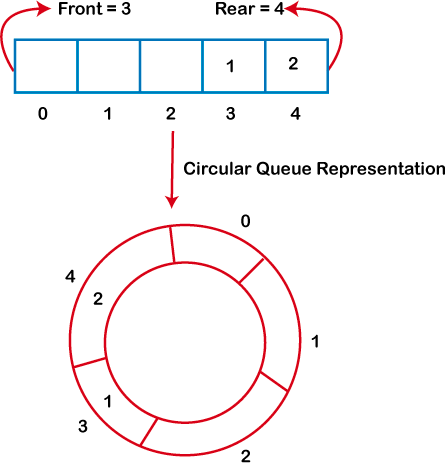 Front = 3 Rear = 4
1 2
0 1 2 3 4
Circular Queue Representation
0
4
2
1
1
3
2